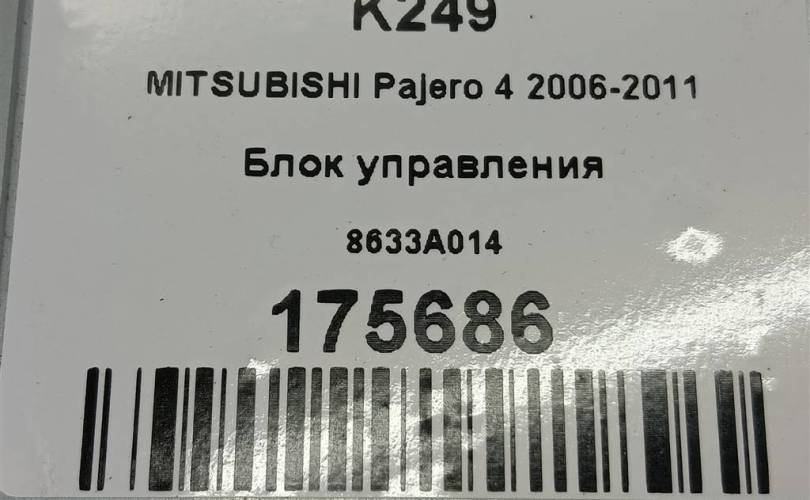 K249
MITSUBISHI Pajero 4 2006-2011
Блок управления
8633A014
175686